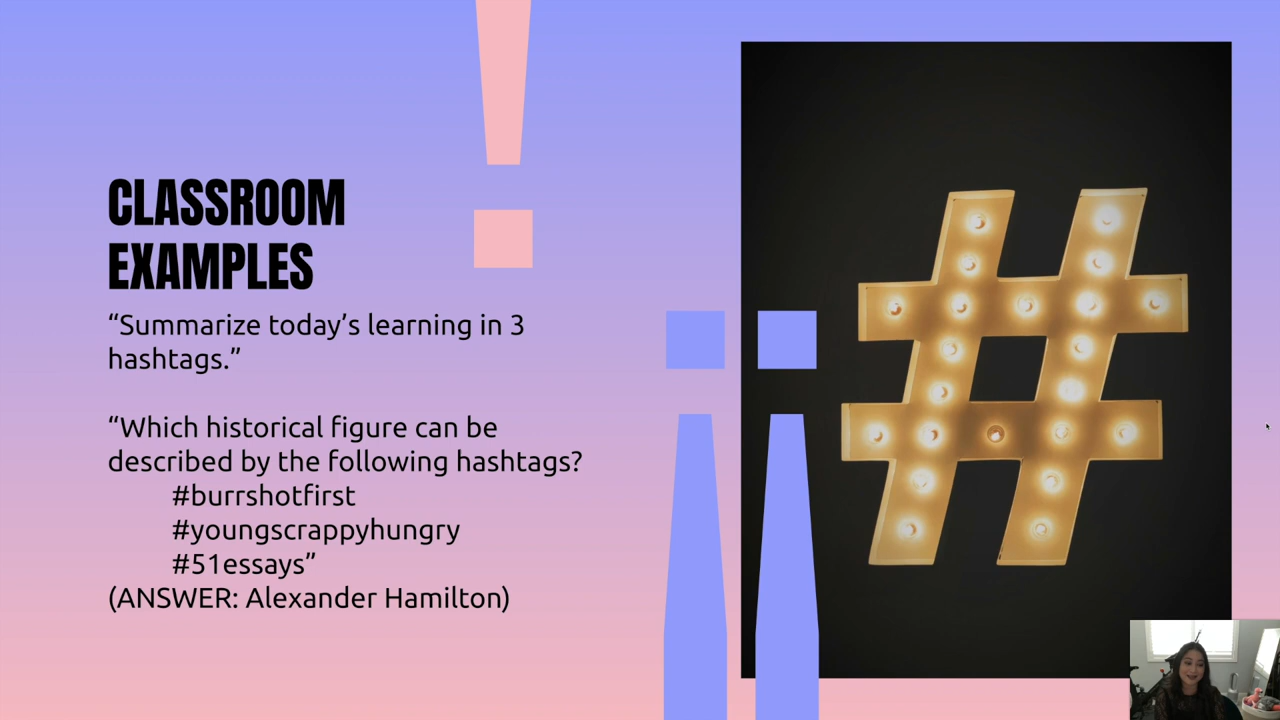 CLASSROOM
EXAMPLES
“Summarize today’s learning in 3
hashtags.”
“Which historical figure can be
described by the following hashtags?
#burrshotfirst
#youngscrappyhungry
#51essays”
(ANSWER: Alexander Hamilton)